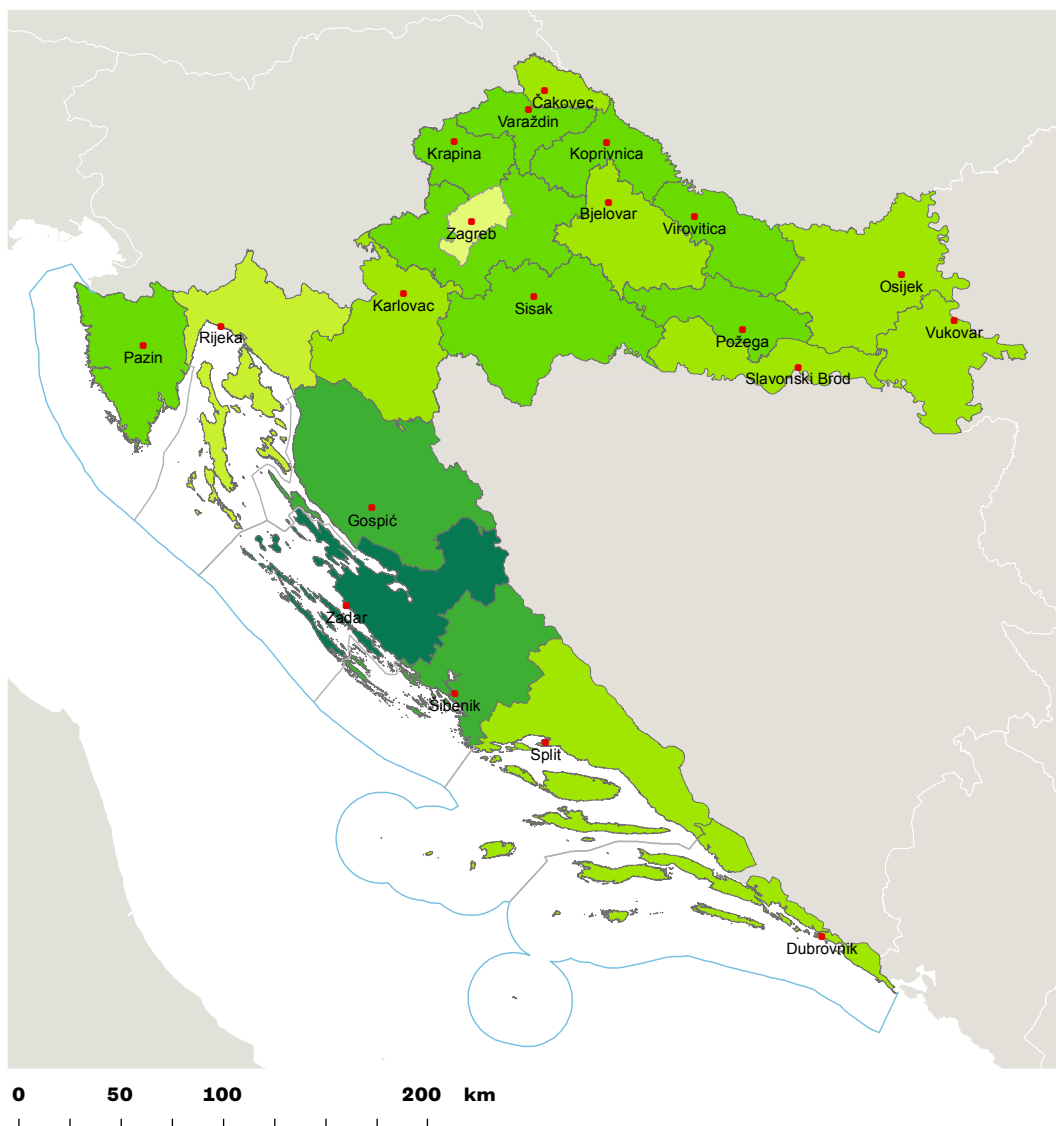 Čakovec
Varaždin
Krapina
Koprivnica
Bjelovar
Virovitica
Zagreb
Osijek
Karlovac
Sisak
Vukovar
Rijeka
Požega
Pazin
Slavonski Brod
Gospić
Zadar
Šibenik
Split
Dubrovnik
0 50 100 200 km